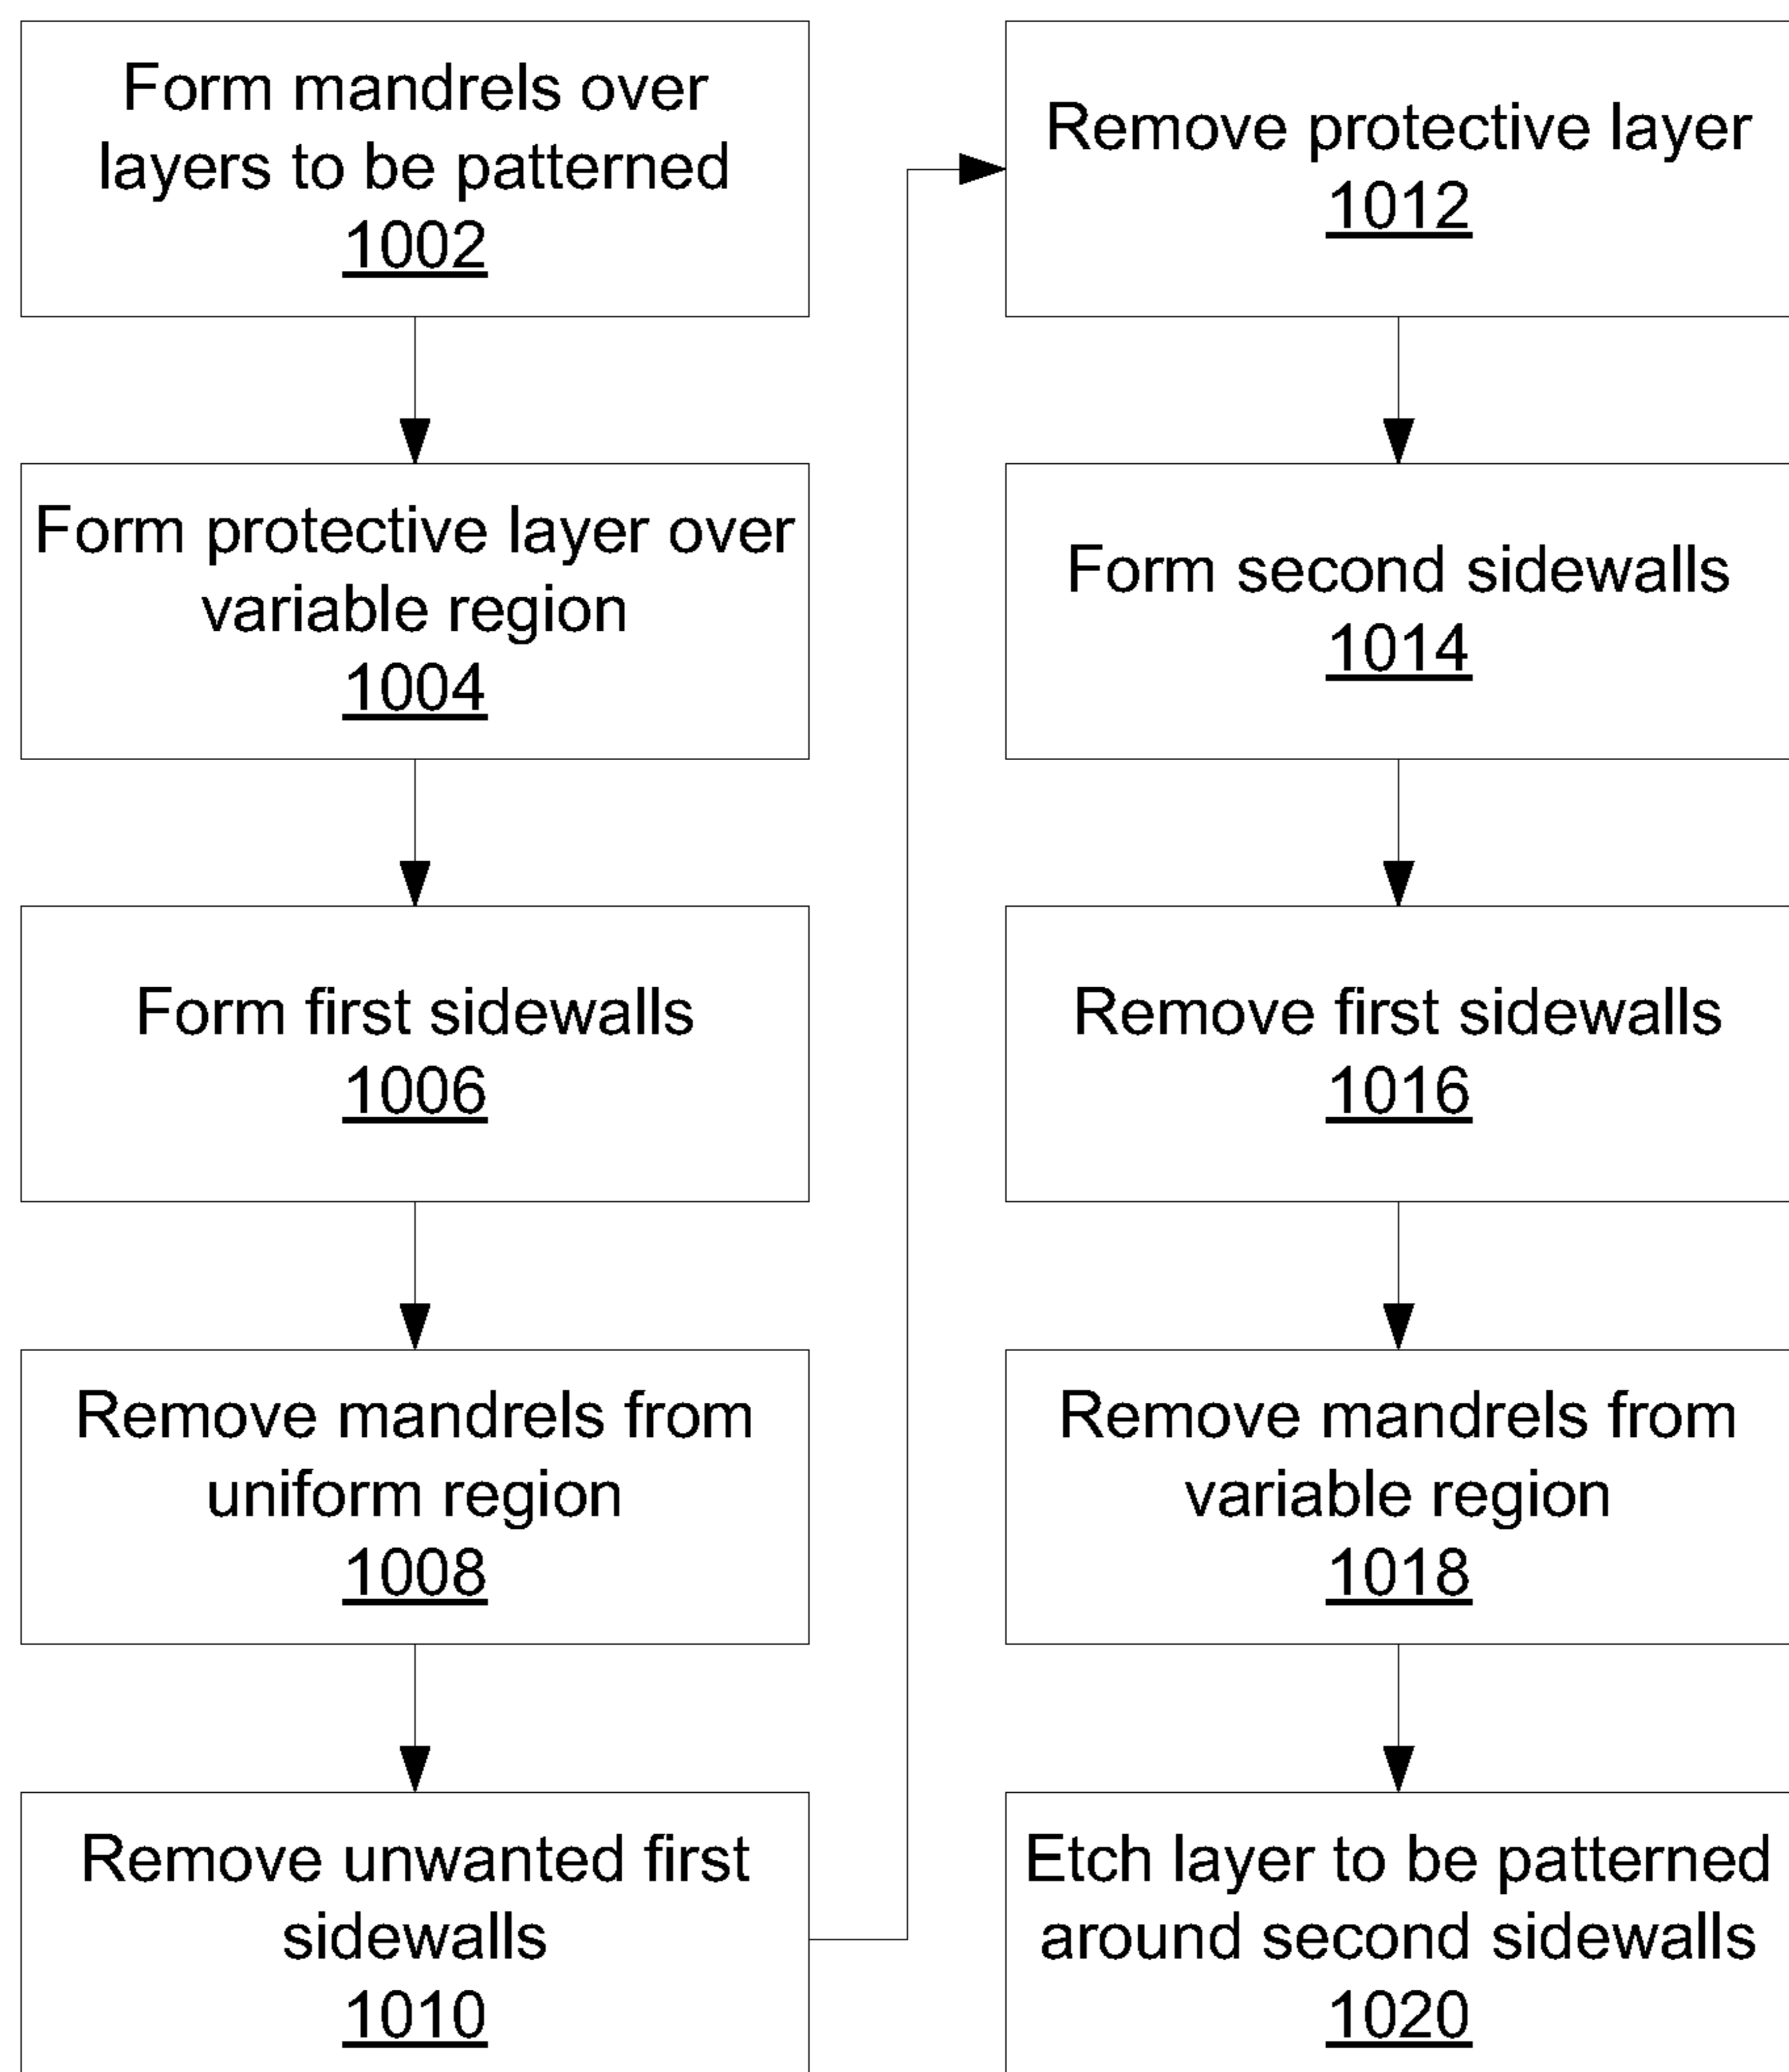 Form mandrels over
layers to be patterned
1002
Form protective layer over
variable region
1004
Form first sidewalls
1006
Remove mandrels from
uniform region
1008
Remove unwanted first
sidewalls
1010
Remove protective layer
1012
Form second sidewalls
1014
Remove first sidewalls
1016
Remove mandrels from
variable region
1018
Etch layer to be patterned
around second sidewalls
1020